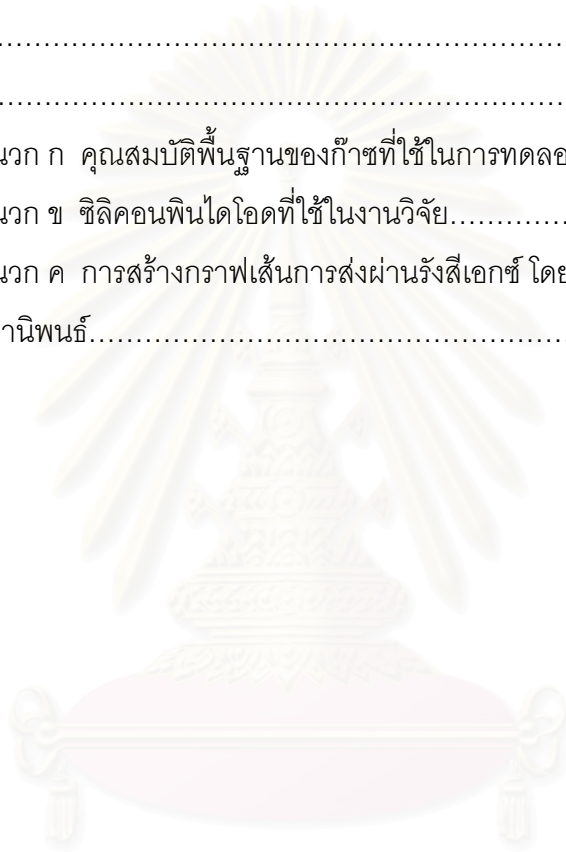 ………………………………………………………………
………………………………………………………………
นวก ก คุณสมบัติพื้นฐานของก๊าซที่ใช้ในการทดลอ
นวก ข ซิลิคอนพินไดโอดที่ใช้ในงานวิจัย……………
นวก ค การสร้างกราฟเส้นการส่งผ่านรังสีเอกซ์ โดย
านิพนธ์……………………………………………………